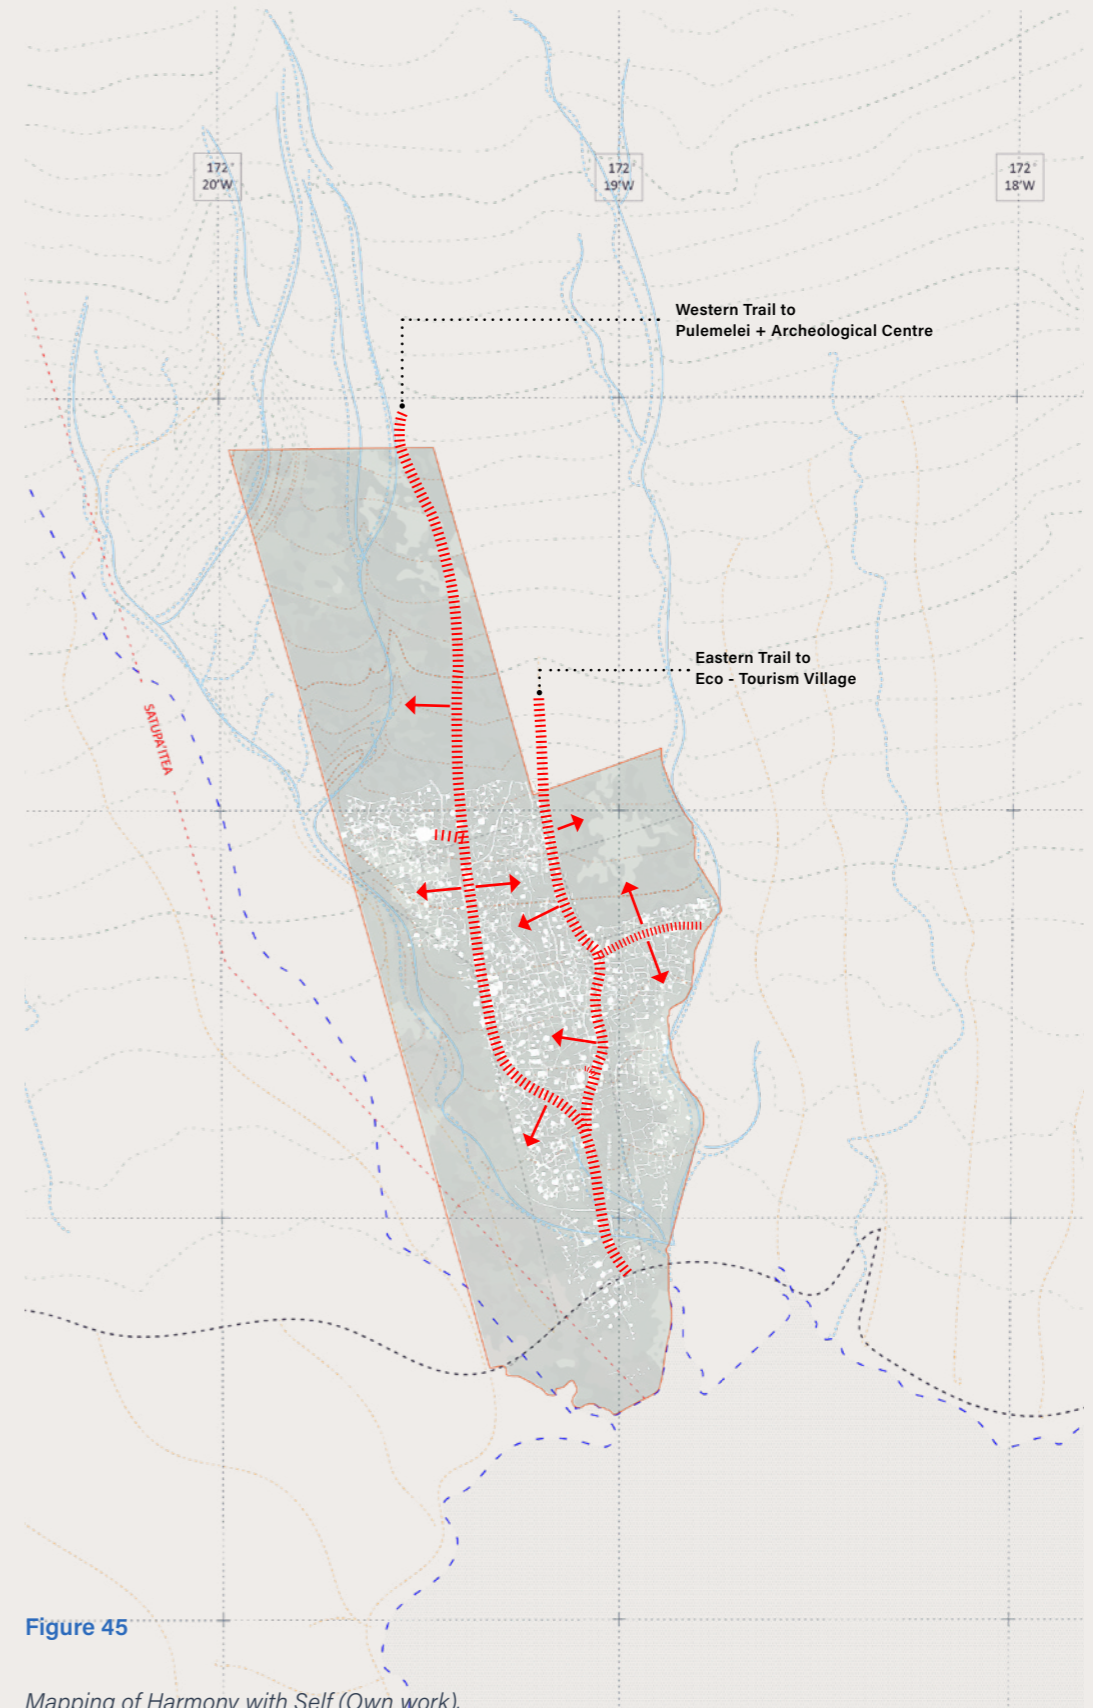 172
20'W
172
19'W
172
18'W
Western Trail to
Pulemelei + Archeological Centre
Eastern Trail to
Eco - Tourism Village
SATUPA'ITEA
Figure 45
Mapping of Harmony with Self (Own work).